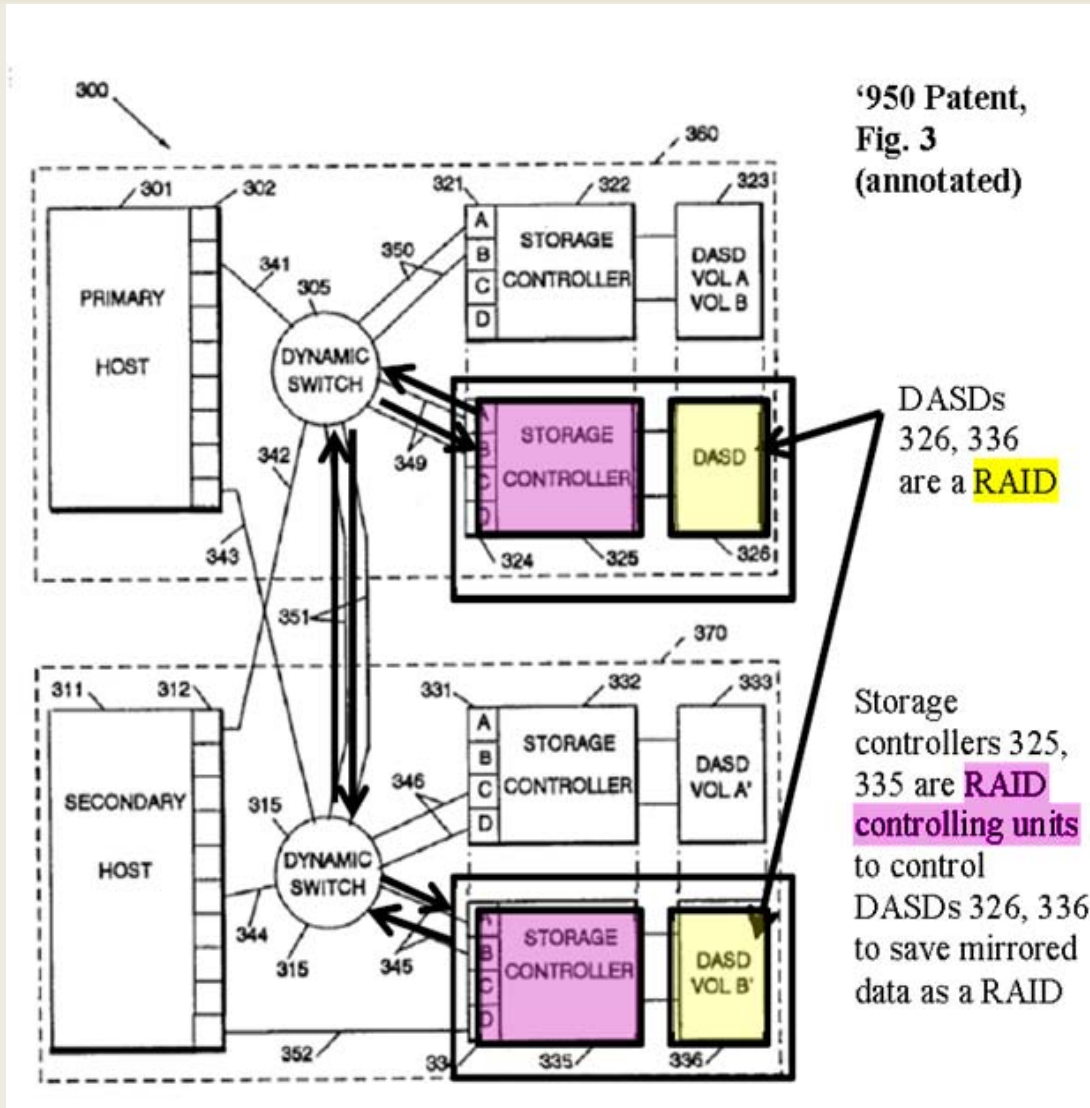 '950 Patent,
Fig. 3
(annotated)
300
360
301
302
321
322
323
PRIMARY
HOST
341
305
DYNAMIC
SWITCH
350
A
B
C
D
STORAGE
CONTROLLER
DASD
VOL A
VOL B
342
343
349
A
B
C
D
STORAGE
CONTROLLER
DASD
324
325
326
DASDs
326, 336
are a RAID
351
370
311
312
331
332
333
SECONDARY
HOST
315
DYNAMIC
SWITCH
315
346
A
B
C
D
STORAGE
CONTROLLER
DASD
VOL A'
344
345
A
B
C
D
STORAGE
CONTROLLER
DASD
VOL B'
352
335
336
Storage
controllers 325,
335 are RAID
controlling units
to control
DASDs 326, 336
to save mirrored
data as a RAID